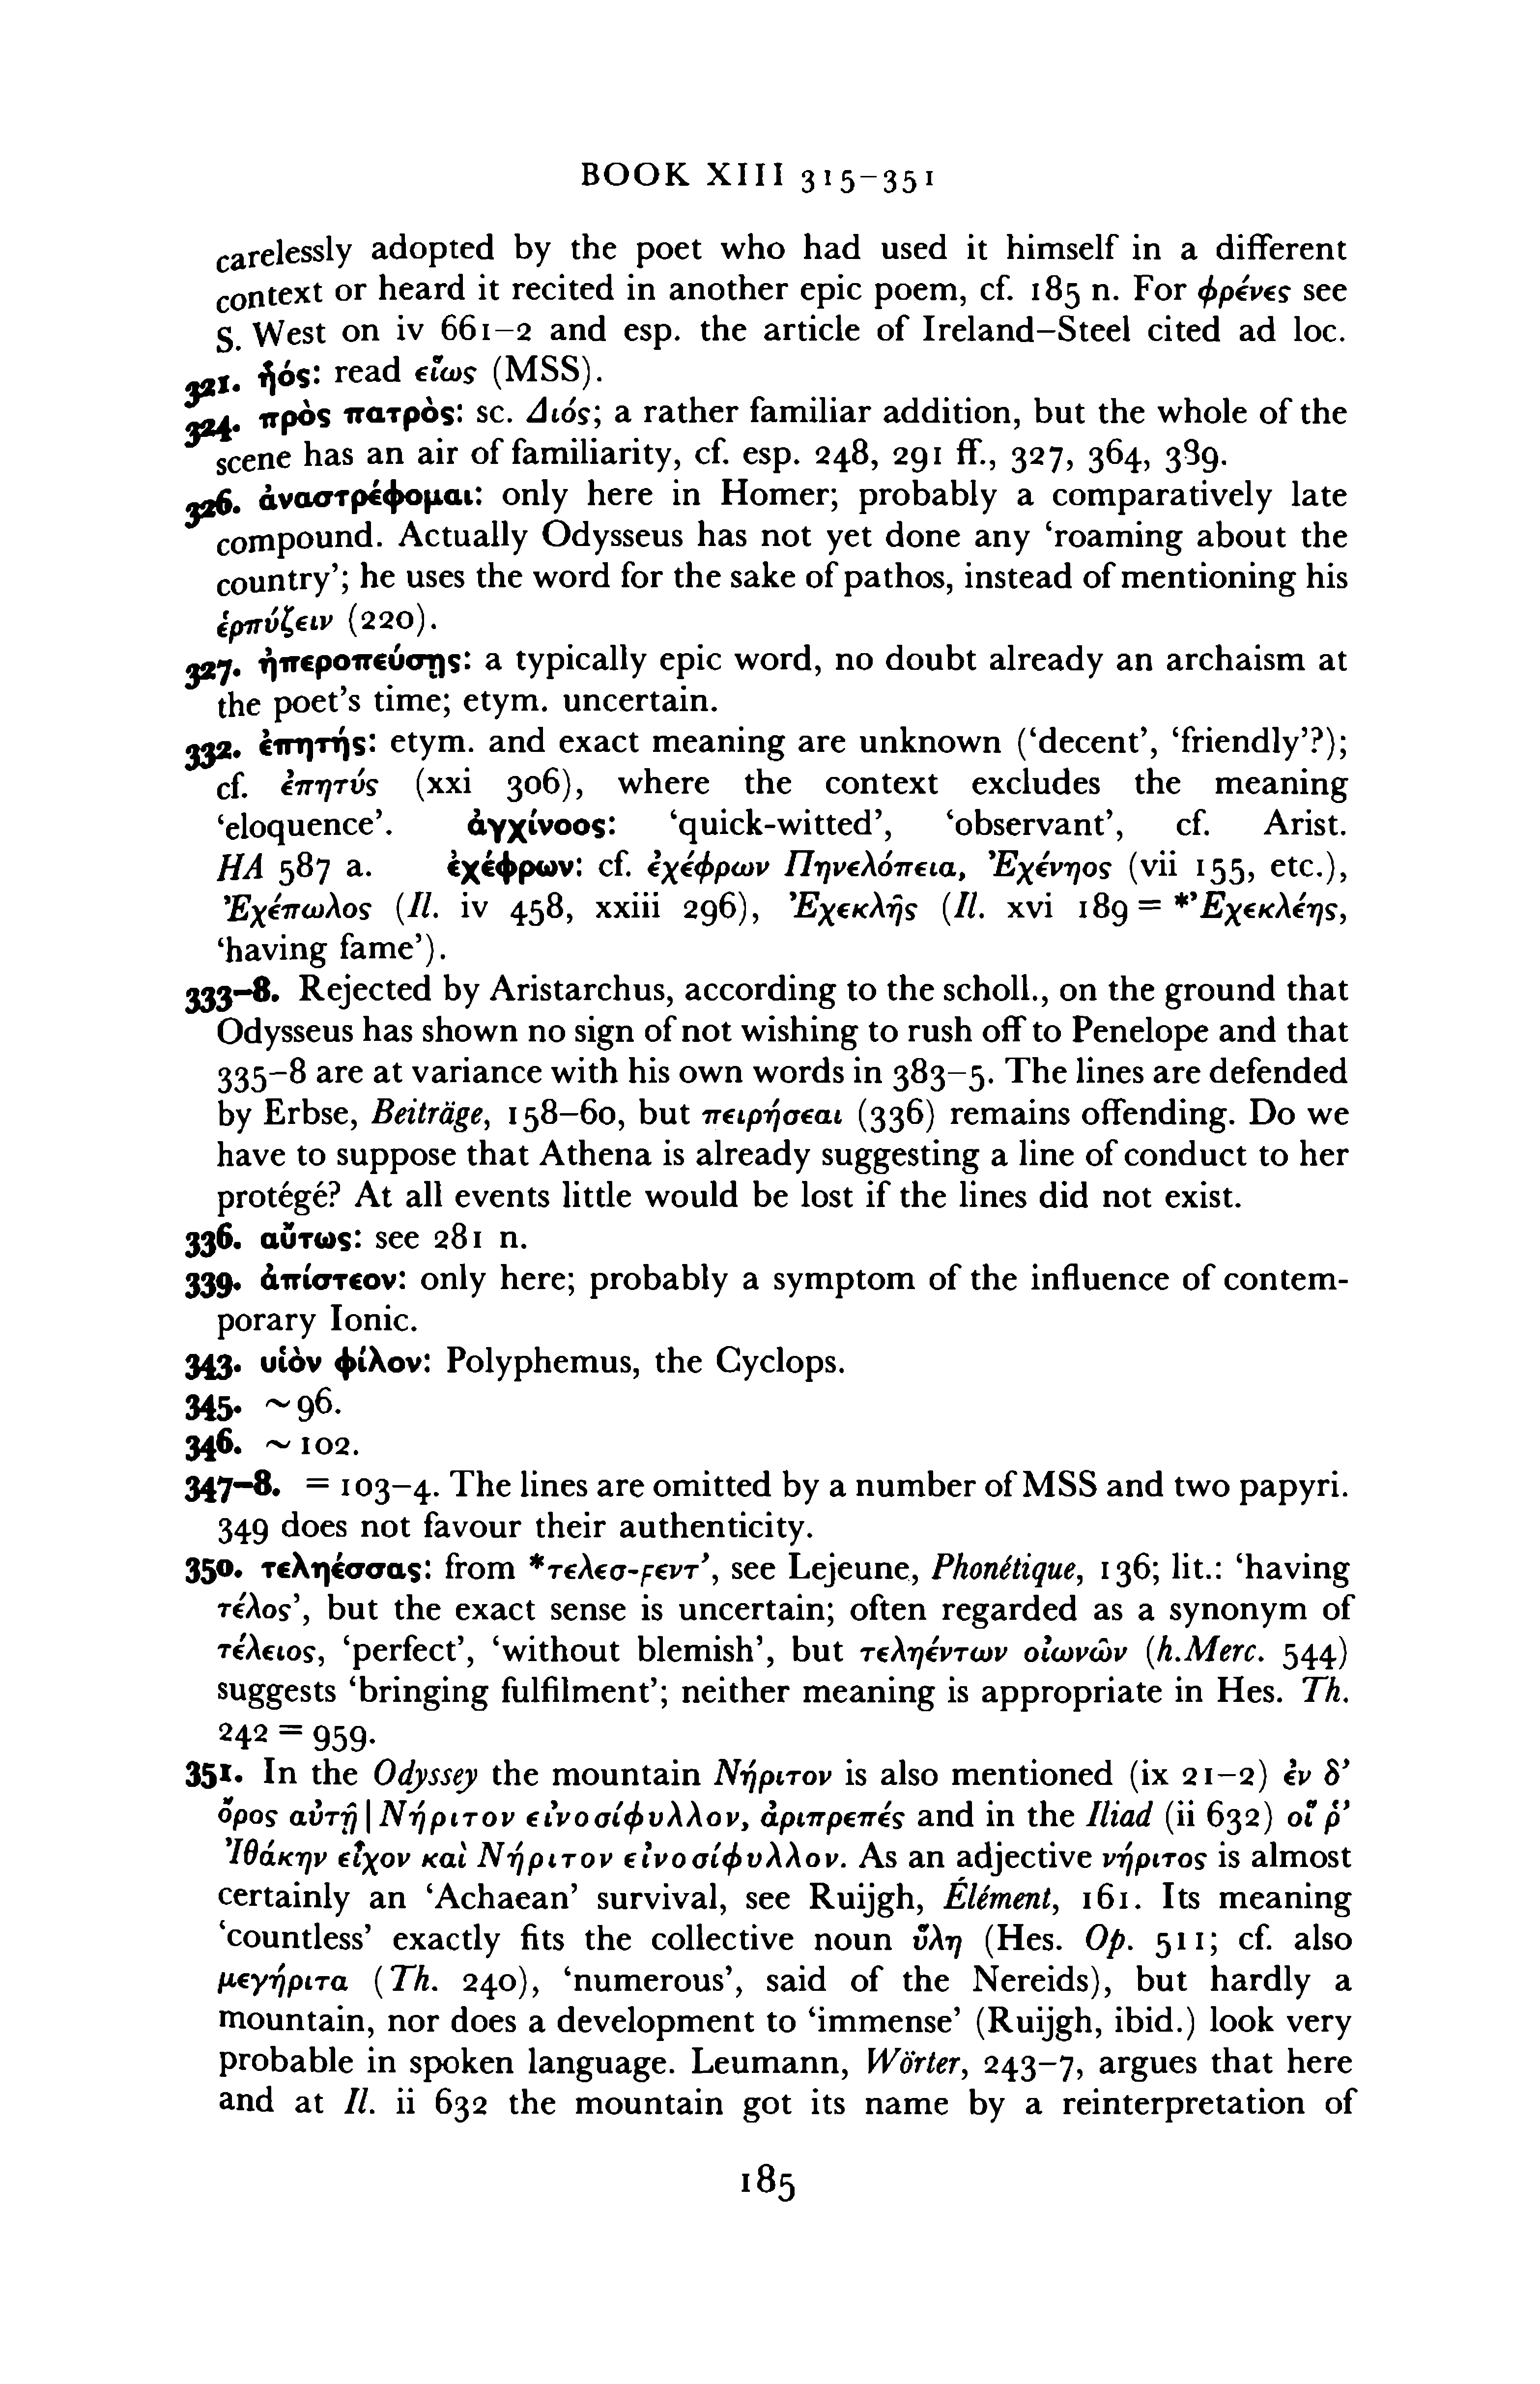 BOOK XIII 315–351
carelessly adopted by the poet who had used it himself in a different
context or heard it recited in another epic poem, cf. 185 n. For φρένες see
S. West on iv 661–2 and esp. the article of Ireland–Steel cited ad loc.
321. ἧός: read εἵως (MSS).
324. πρὸς πατρὸς: sc. Διός; a rather familiar addition, but the whole of the
scene has an air of familiarity, cf. esp. 248, 291 ff., 327, 364, 389.
326. ἀναστρέφομαι: only here in Homer; probably a comparatively late
compound. Actually Odysseus has not yet done any ‘roaming about the
country’; he uses the word for the sake of pathos, instead of mentioning his
ἑρπύζειν (220).
327. ἠπεροπεύσῃς: a typically epic word, no doubt already an archaism at
the poet’s time; etym. uncertain.
332. ἐπητής: etym. and exact meaning are unknown (‘decent’, ‘friendly’?);
cf. ἐπητύς (xxi 306), where the context excludes the meaning
‘eloquence’. ἀγχίνοος: ‘quick-witted’, ‘observant’, cf. Arist.
HA 587 a. ἐχέφρων: cf. ἐχέφρων Πηνελόπεια, Ἐχένηος (vii 155, etc.),
Ἐχέπωλος (Il. iv 458, xxiii 296), Ἐχεκλῆς (Il. xvi 189 = *Ἐχεκλέης,
‘having fame’).
333–8. Rejected by Aristarchus, according to the scholl., on the ground that
Odysseus has shown no sign of not wishing to rush off to Penelope and that
335–8 are at variance with his own words in 383–5. The lines are defended
by Erbse, Beiträge, 158–60, but πειρήσεαι (336) remains offending. Do we
have to suppose that Athena is already suggesting a line of conduct to her
protégé? At all events little would be lost if the lines did not exist.
336. αὔτως: see 281 n.
339. ἀπίστεον: only here; probably a symptom of the influence of contem-
porary Ionic.
343. υἱὸν φίλον: Polyphemus, the Cyclops.
345. ~96.
346. ~102.
347–8. = 103–4. The lines are omitted by a number of MSS and two papyri.
349 does not favour their authenticity.
350. τεληέσσας: from *τελεσ-ϝεντ’, see Lejeune, Phonétique, 136; lit.: ‘having
τέλος’, but the exact sense is uncertain; often regarded as a synonym of
τέλειος, ‘perfect’, ‘without blemish’, but τεληέντων οἰωνῶν (h.Merc. 544)
suggests ‘bringing fulfilment’; neither meaning is appropriate in Hes. Th.
242 = 959.
351. In the Odyssey the mountain Νήριτον is also mentioned (ix 21–2) ἐν δ’
ὄρος αὐτῇ | Νήριτον εἰνοσίφυλλον, ἀριπρεπές and in the Iliad (ii 632) οἵ ῥ’
Ἰθάκην εἶχον καὶ Νήριτον εἰνοσίφυλλον. As an adjective νήριτος is almost
certainly an ‘Achaean’ survival, see Ruijgh, Élément, 161. Its meaning
‘countless’ exactly fits the collective noun ὕλη (Hes. Op. 511; cf. also
μεγήριτα (Th. 240), ‘numerous’, said of the Nereids), but hardly a
mountain, nor does a development to ‘immense’ (Ruijgh, ibid.) look very
probable in spoken language. Leumann, Wörter, 243–7, argues that here
and at Il. ii 632 the mountain got its name by a reinterpretation of
185